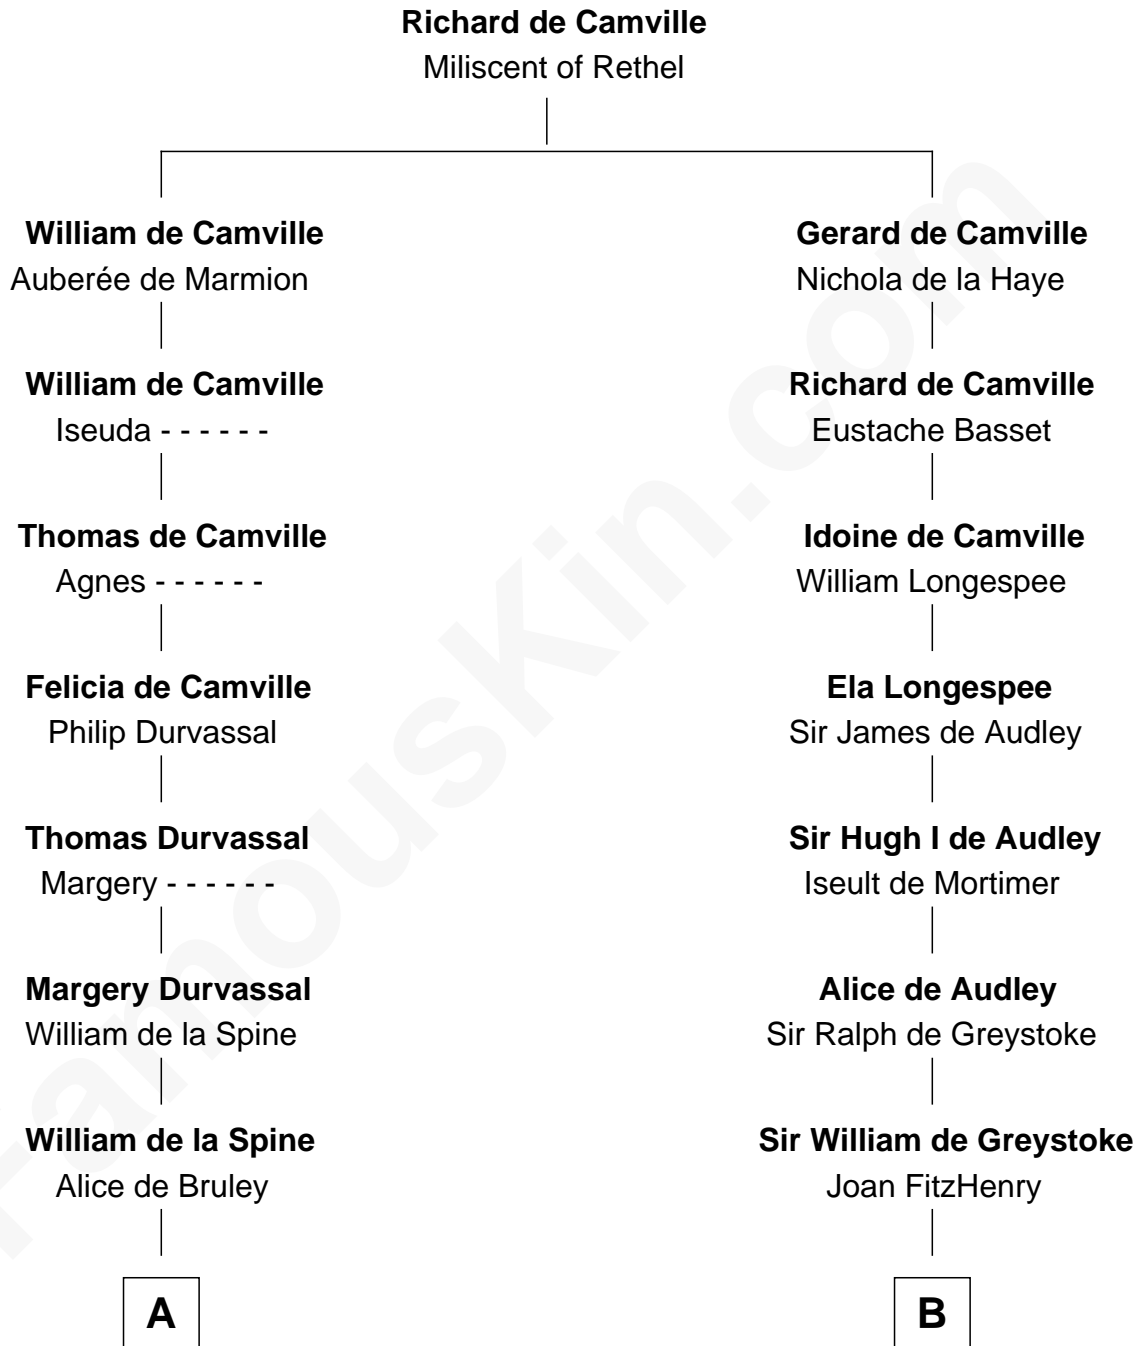 Richard de Camville
Miliscent of Rethel
William de Camville
Auberée de Marmion
Gerard de Camville
Nichola de la Haye
William de Camville
Iseuda - - - - - -
Richard de Camville
Eustache Basset
Thomas de Camville
Agnes - - - - - -
Idoine de Camville
William Longespee
Felicia de Camville
Philip Durvassal
Ela Longespee
Sir James de Audley
Thomas Durvassal
Margery - - - - - -
Sir Hugh I de Audley
Iseult de Mortimer
Margery Durvassal
William de la Spine
Alice de Audley
Sir Ralph de Greystoke
William de la Spine
Alice de Bruley
Sir William de Greystoke
Joan FitzHenry
A
B
FamousKin.com